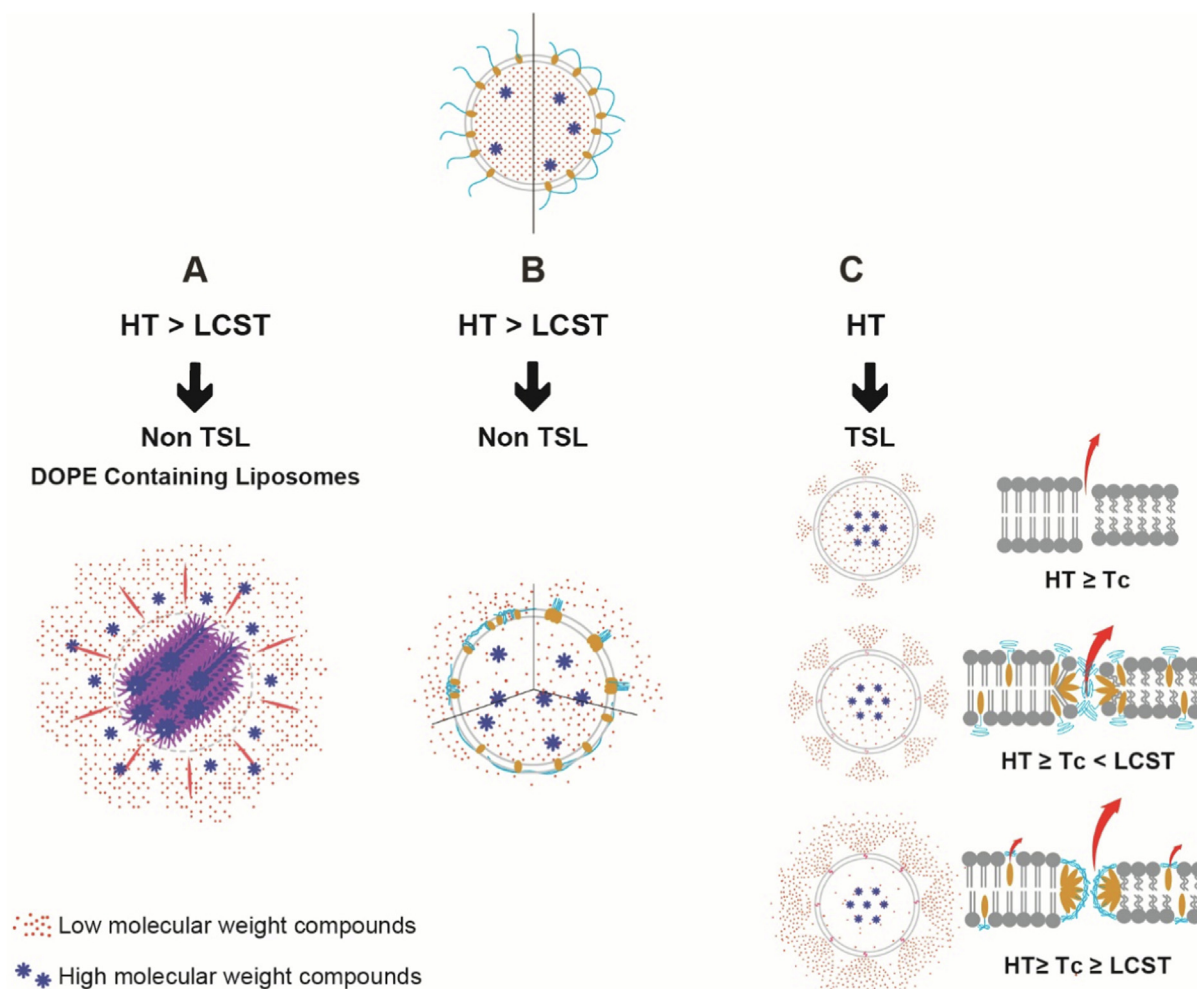 A
B
C
HT > LCST
HT > LCST
HT
Non TSL
DOPE Containing Liposomes
Non TSL
TSL
HT ≥ Tc
HT ≥ Tc < LCST
HT≥ Tc ≥ LCST
Low molecular weight compounds
High molecular weight compounds